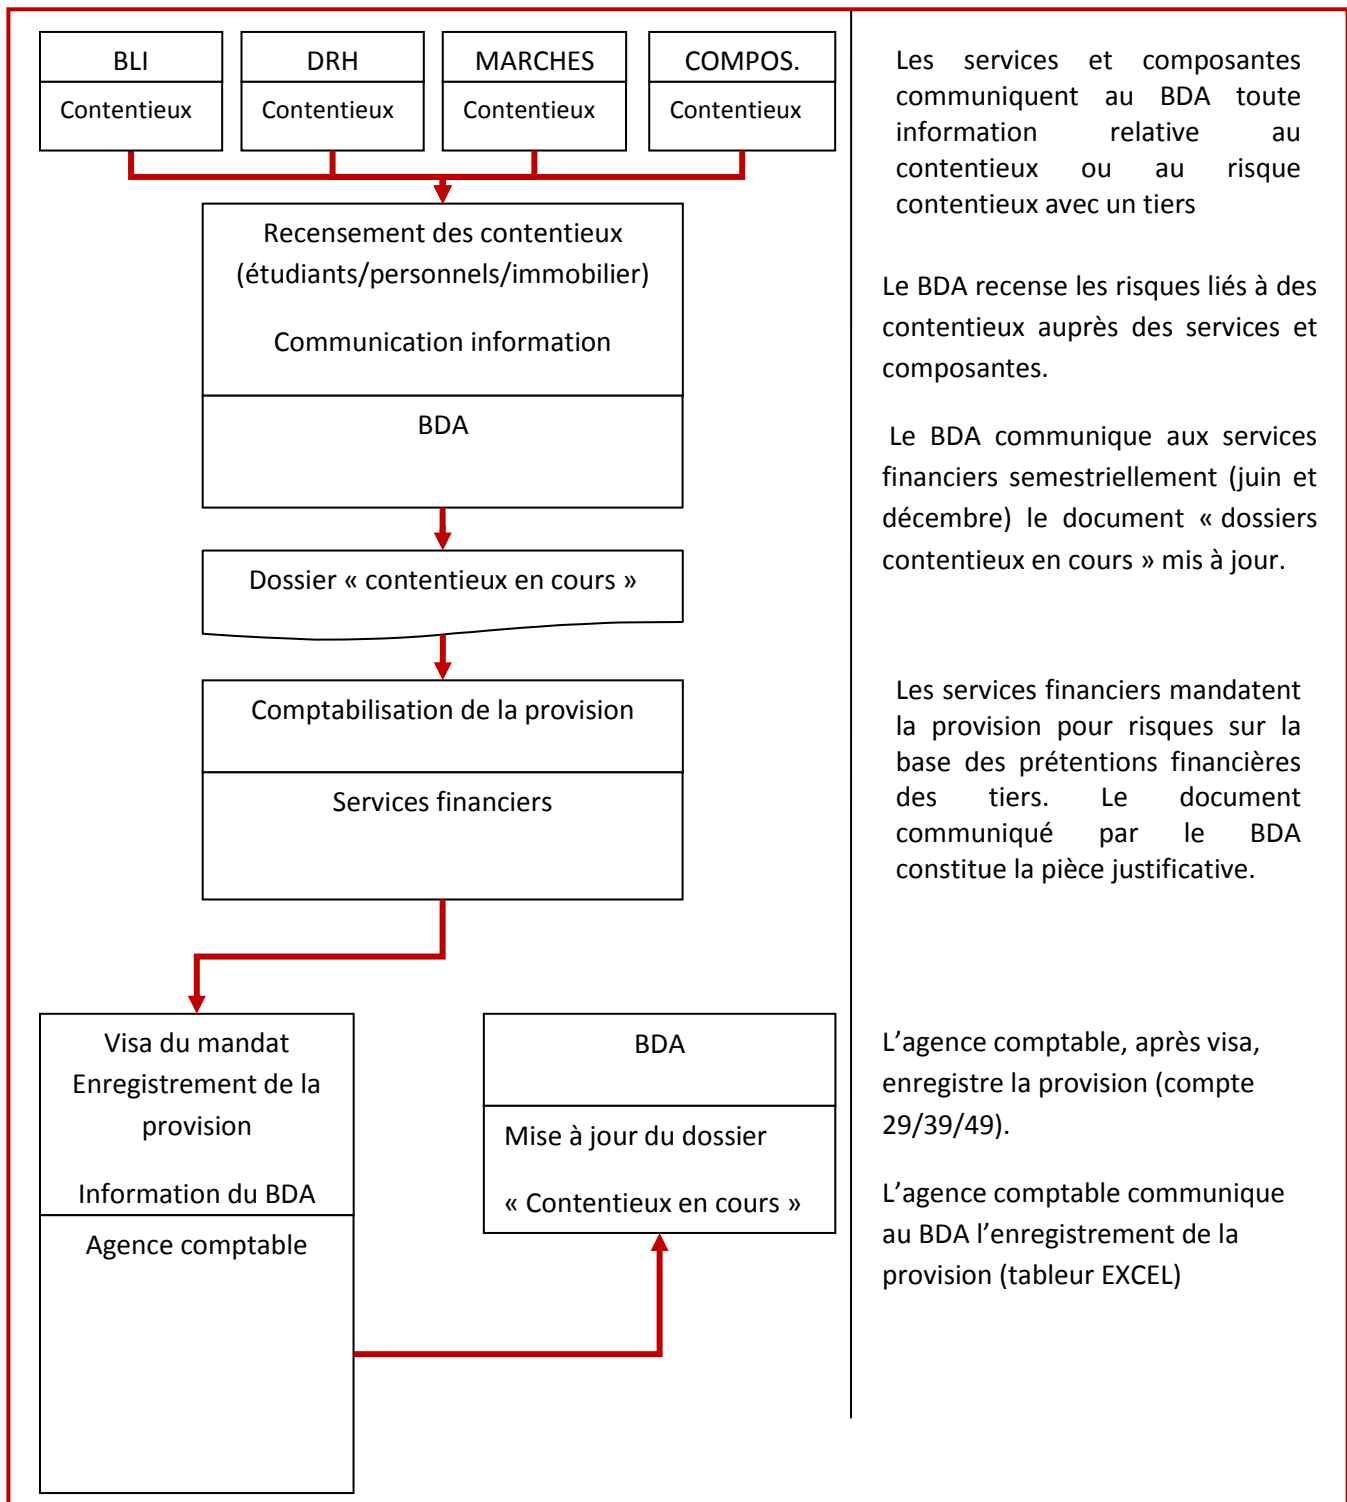 BLI
Contentieux
DRH
Contentieux
MARCHES
Contentieux
COMPOS.
Contentieux
Les services et composantes
communiquent au BDA toute
information relative au
contentieux ou au risque
contentieux avec un tiers
Recensement des contentieux
(étudiants/personnels/immobilier)
Communication information
BDA
Le BDA recense les risques liés à des
contentieux auprès des services et
composantes.
Le BDA communique aux services
financiers semestriellement (juin et
décembre) le document « dossiers
contentieux en cours » mis à jour.
Dossier « contentieux en cours »
Comptabilisation de la provision
Services financiers
Les services financiers mandatent
la provision pour risques sur la
base des prétentions financières
des tiers. Le document
communiqué par le BDA
constitue la pièce justificative.
Visa du mandat
Enregistrement de la
provision
Information du BDA
Agence comptable
BDA
Mise à jour du dossier
« Contentieux en cours »
L’agence comptable, après visa,
enregistre la provision (compte
29/39/49).
L’agence comptable communique
au BDA l’enregistrement de la
provision (tableur EXCEL)